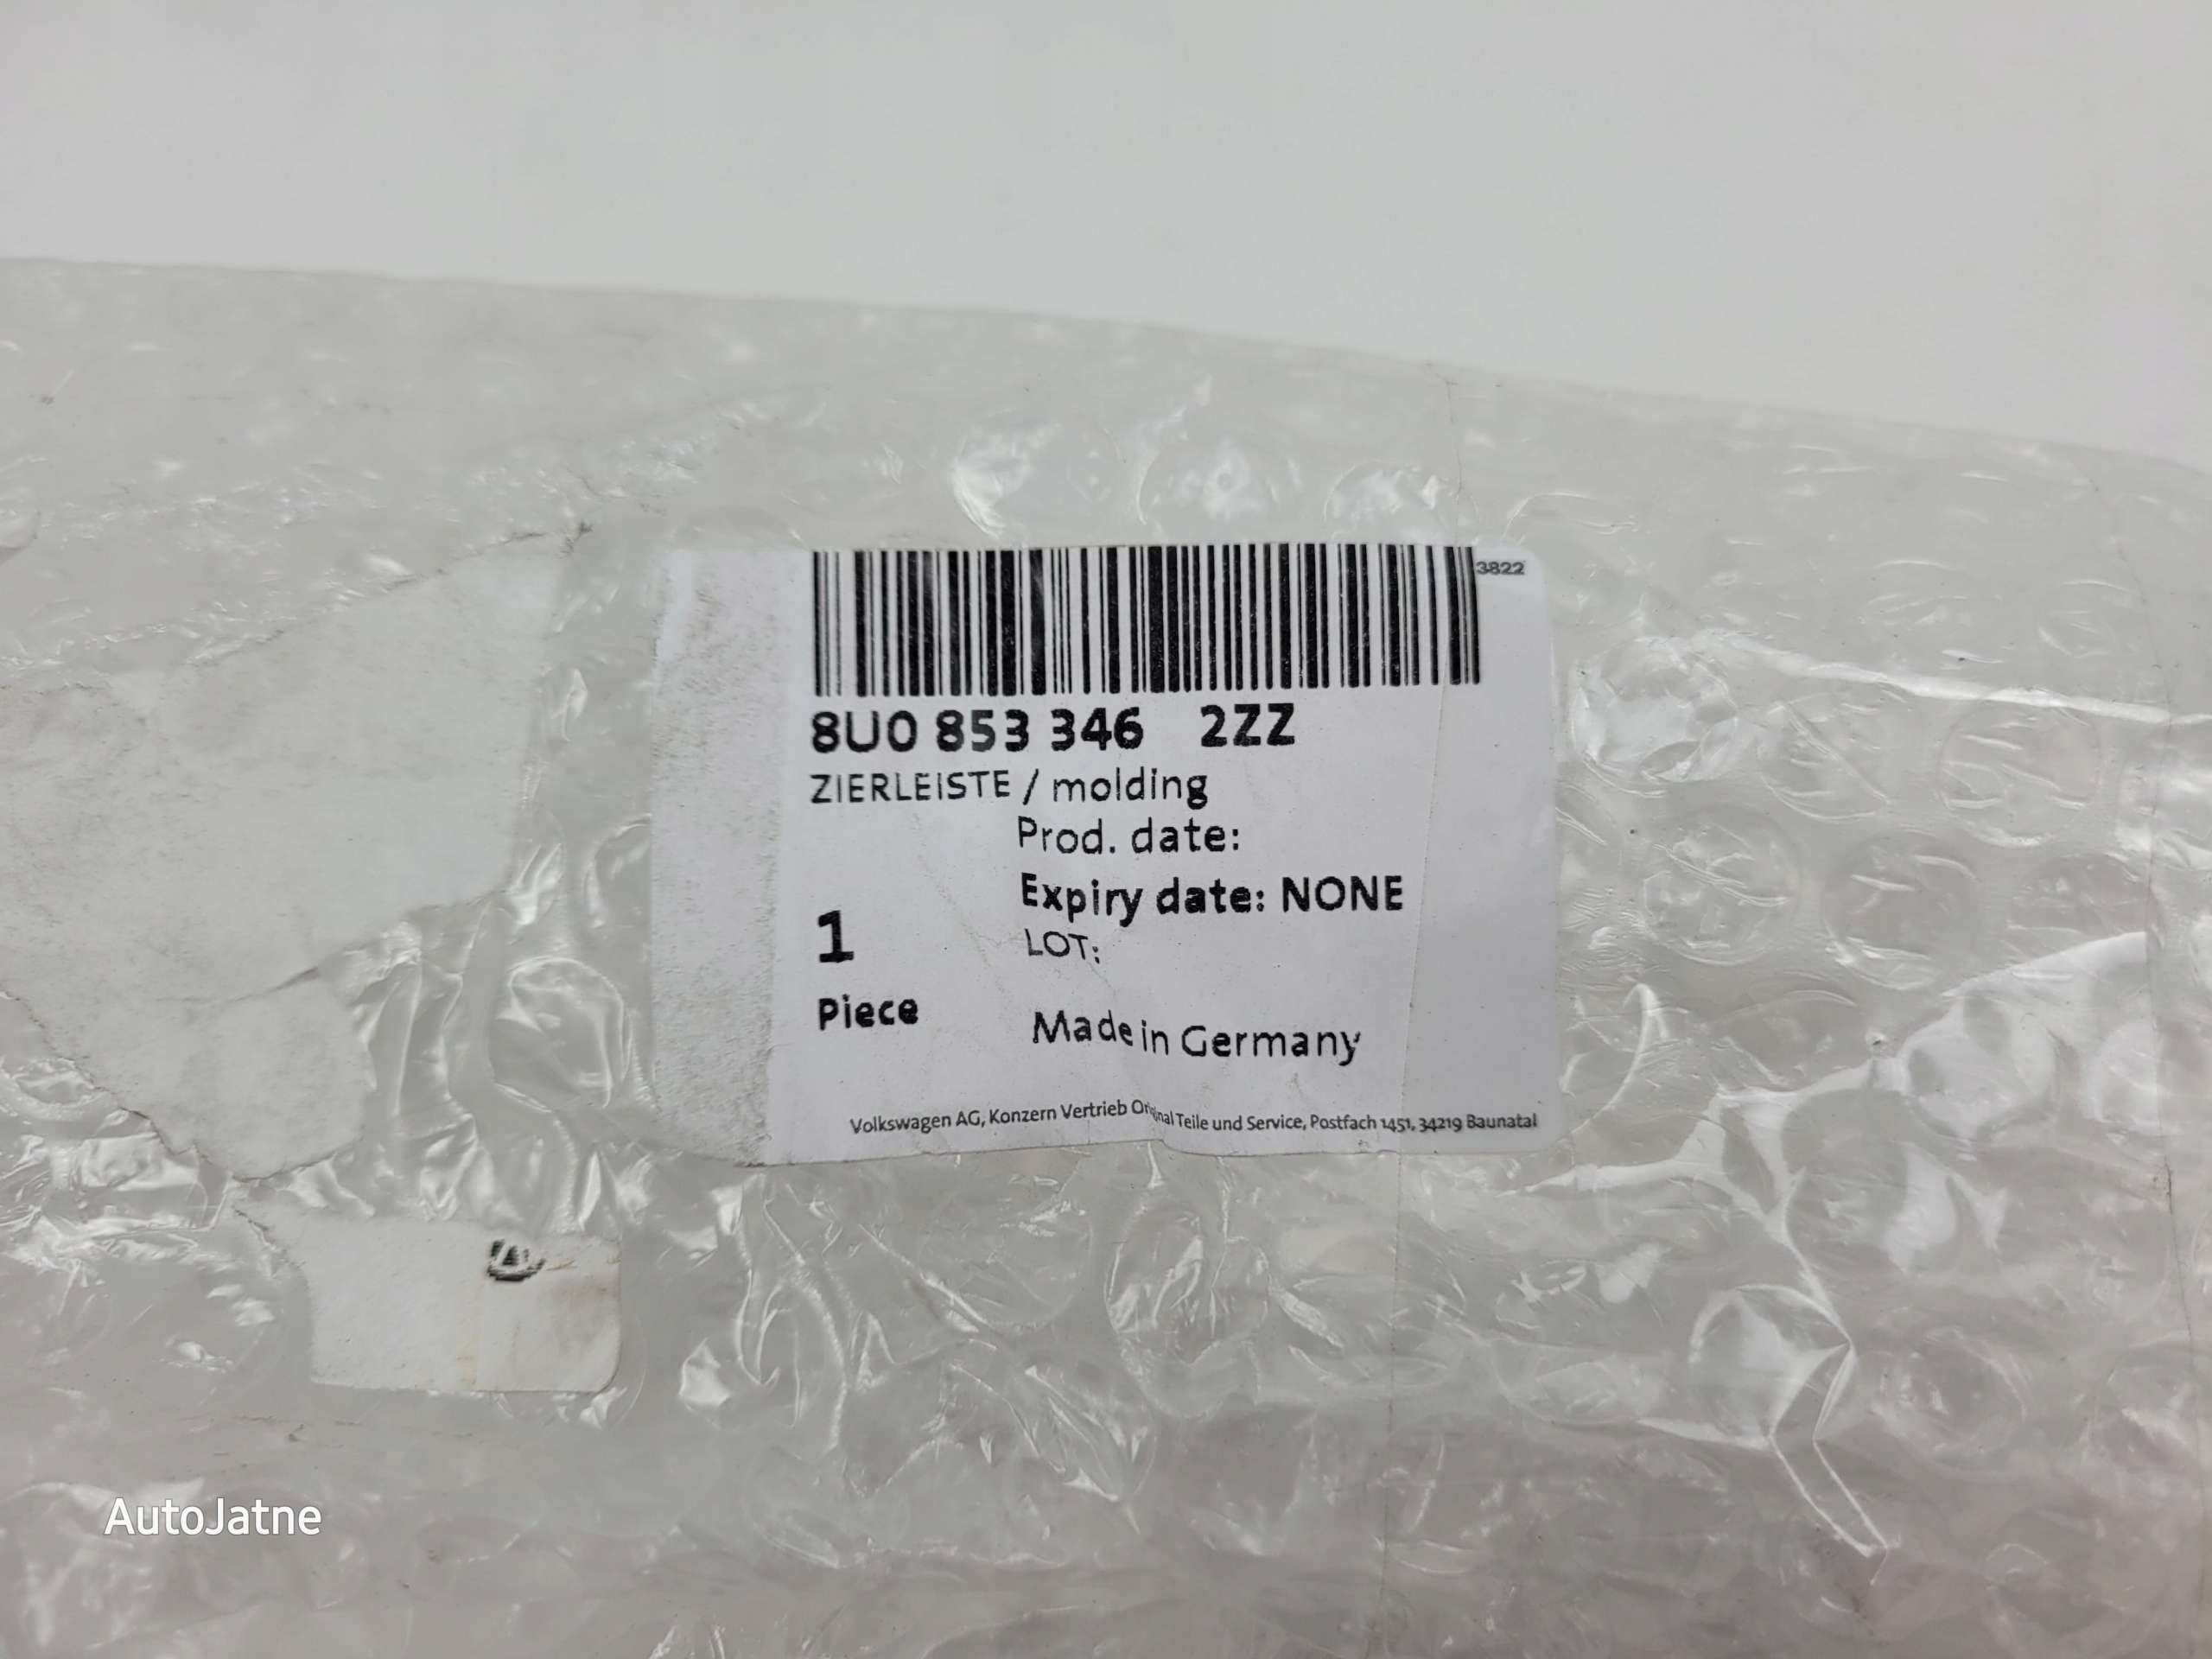 3822
8U0 853 346 2ZZ
ZIERLEISTE / molding
Prod. date:
Expiry date: NONE
1
LOT:
Piece
Made in Germany
Volkswagen AG, Konzern Vertrieb Original Teile und Service, Postfach 1451, 34219 Baunatal
AutoJatne